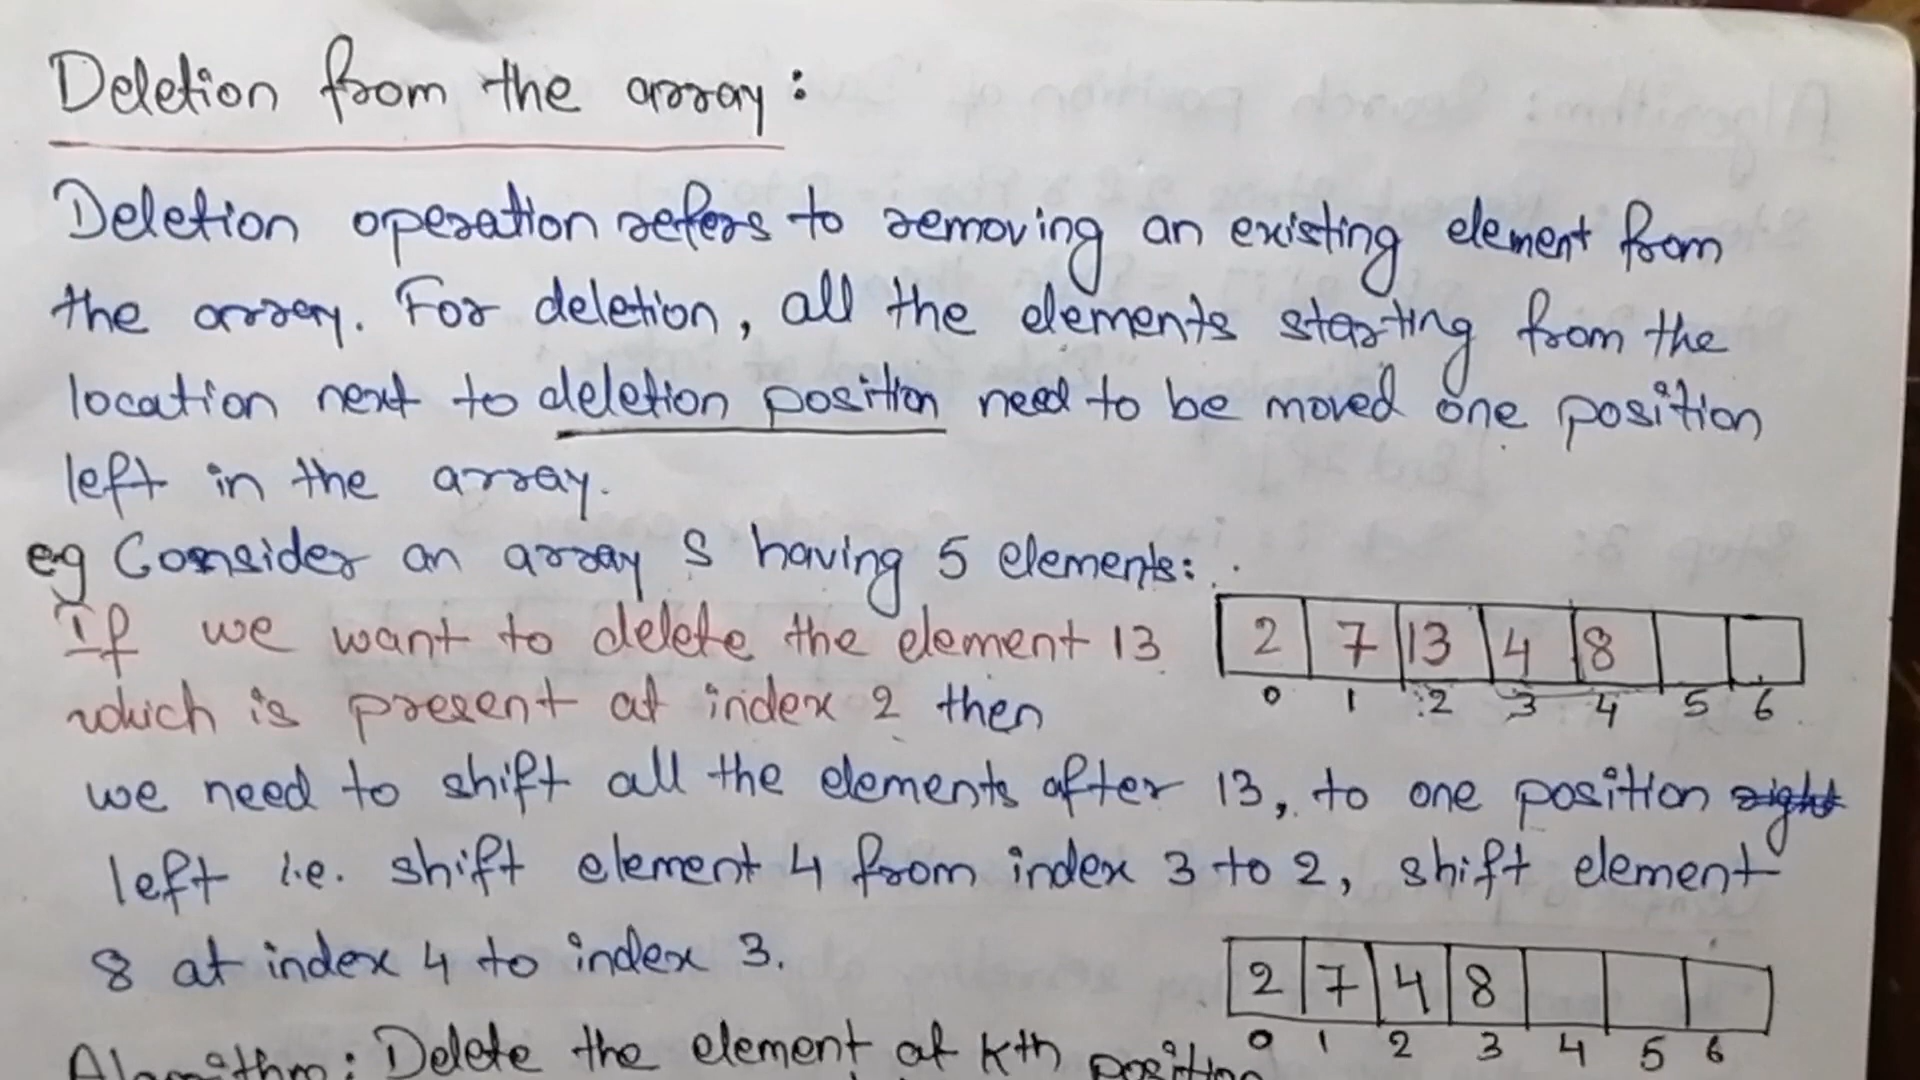 Deletion from the array:
Deletion operation refers to removing an existing element from
the array. For deletion, all the elements starting from the
location next to deletion position need to be moved one position
left in the array.
eg Consider an array S having 5 elements:
If we want to delete the element 13
2 7 13 4 8
which is present at index 2 then
0 1 2 3 4 5 6
we need to shift all the elements after 13, to one position right
left i.e. shift element 4 from index 3 to 2, shift element
8 at index 4 to index 3.
2 7 4 8
0 1 2 3 4 5 6
Algorithm: Delete the element at Kth position